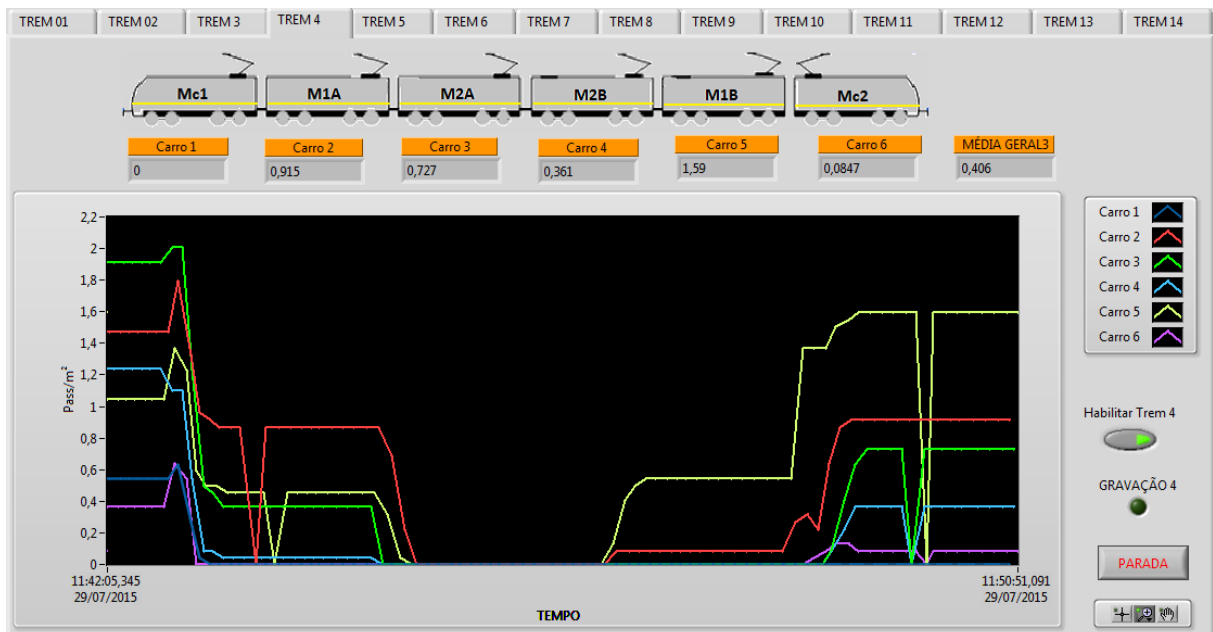 TREM 01 TREM 02 TREM 3 TREM 4 TREM 5 TREM 6 TREM 7 TREM 8 TREM 9 TREM 10 TREM 11 TREM 12 TREM 13 TREM 14
Mc1 M1A M2A M2B M1B Mc2
Carro 1 Carro 2 Carro 3 Carro 4 Carro 5 Carro 6 MÉDIA GERAL3
0 0,915 0,727 0,361 1,59 0,0847 0,406
2,2
2
1,8
1,6
1,4
1,2
1
0,8
0,6
0,4
0,2
0
Pass/m²
11:42:05,345
29/07/2015
11:50:51,091
29/07/2015
TEMPO
Carro 1
Carro 2
Carro 3
Carro 4
Carro 5
Carro 6
Habilitar Trem 4
GRAVAÇÃO 4
PARADA